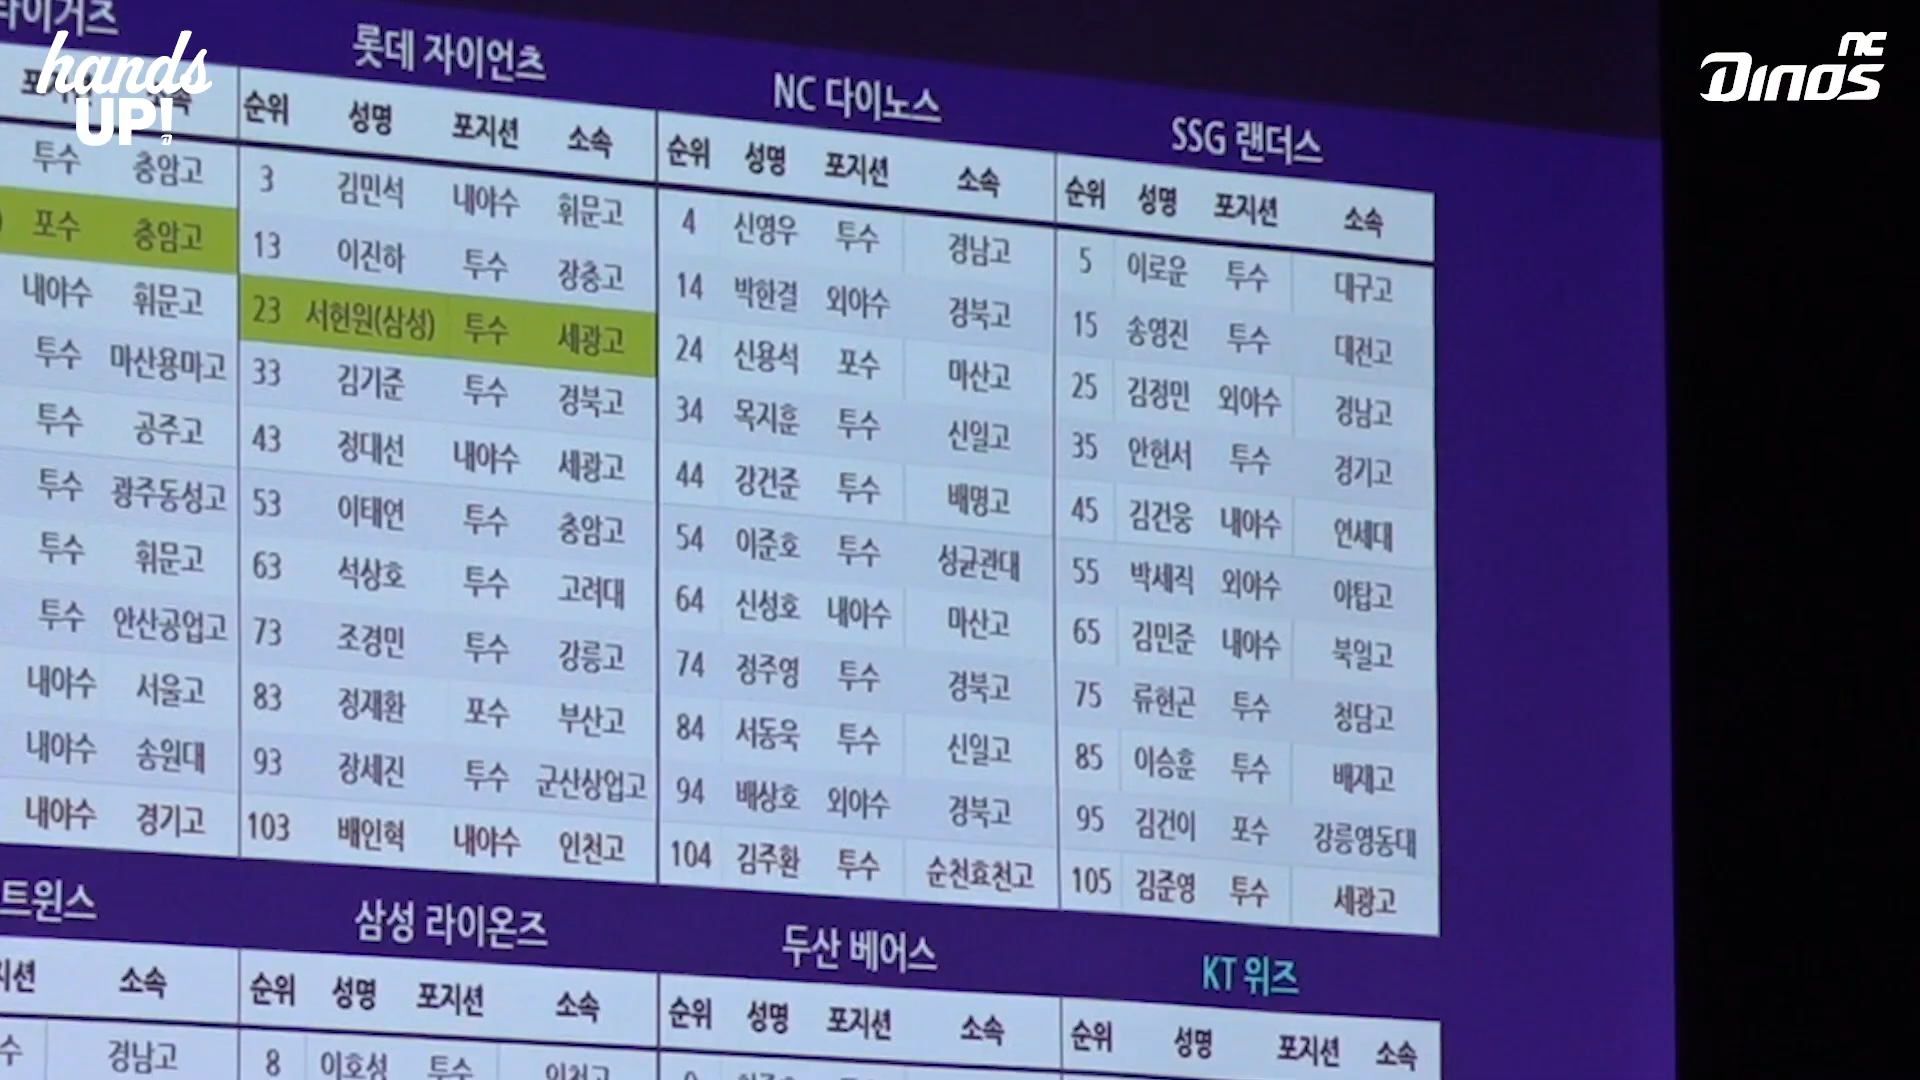 타이거즈
포지션 소속
투수 충암고
포수 충암고
내야수 휘문고
투수 마산용마고
투수 공주고
투수 광주동성고
투수 휘문고
투수 안산공업고
내야수 서울고
내야수 송원대
내야수 경기고
롯데 자이언츠
순위 성명 포지션 소속
3 김민석 내야수 휘문고
13 이진하 투수 장충고
23 서현원(삼성) 투수 세광고
33 김기준 투수 경북고
43 정대선 내야수 세광고
53 이태연 투수 충암고
63 석상호 투수 고려대
73 조경민 투수 강릉고
83 정재환 포수 부산고
93 장세진 투수 군산상업고
103 배인혁 내야수 인천고
NC 다이노스
순위 성명 포지션 소속
4 신영우 투수 경남고
14 박한결 외야수 경북고
24 신용석 포수 마산고
34 목지훈 투수 신일고
44 강건준 투수 배명고
54 이준호 투수 성균관대
64 신성호 내야수 마산고
74 정주영 투수 경북고
84 서동욱 투수 신일고
94 배상호 외야수 경북고
104 김주환 투수 순천효천고
SSG 랜더스
순위 성명 포지션 소속
5 이로운 투수 대구고
15 송영진 투수 대전고
25 김정민 외야수 경남고
35 안현서 투수 경기고
45 김건웅 내야수 연세대
55 박세직 외야수 야탑고
65 김민준 내야수 북일고
75 류현곤 투수 청담고
85 이승훈 투수 배재고
95 김건이 포수 강릉영동대
105 김준영 투수 세광고
트윈스
지션 소속
수 경남고
삼성 라이온즈
순위 성명 포지션 소속
8 이호성 투수 인천고
두산 베어스
순위 성명 포지션 소속
9
KT 위즈
순위 성명 포지션 소속
hands
UP!
NC
DINOS